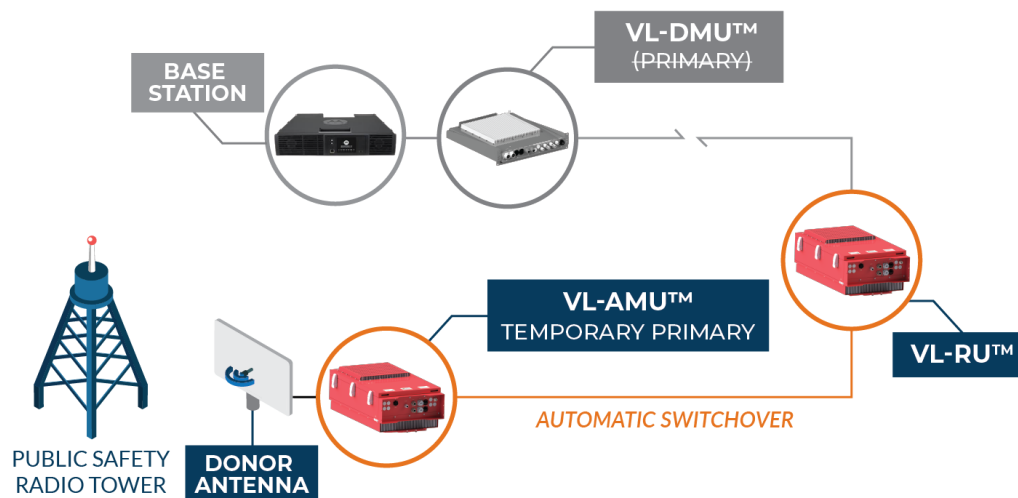 VL-DMU™
(PRIMARY)
BASE
STATION
VL-AMU™
TEMPORARY PRIMARY
VL-RU™
AUTOMATIC SWITCHOVER
PUBLIC SAFETY
RADIO TOWER
DONOR
ANTENNA